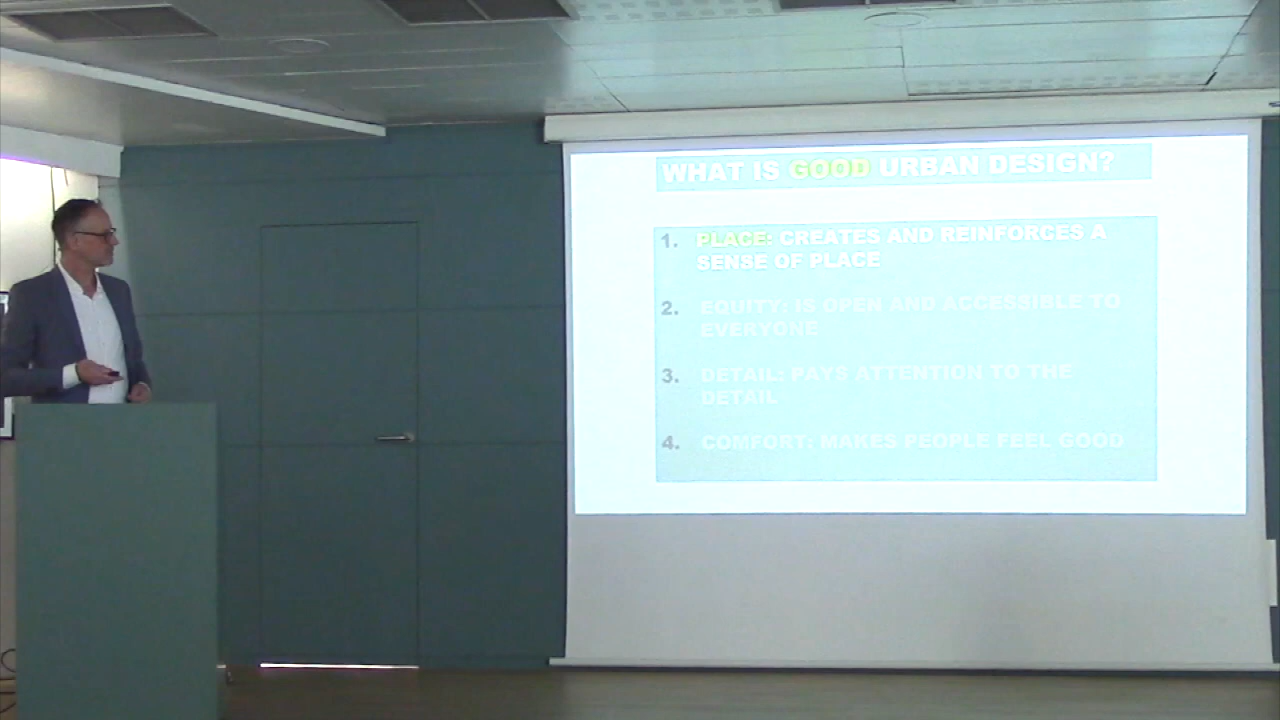 WHAT IS GOOD URBAN DESIGN?
1. PLACE: CREATES AND REINFORCES A
SENSE OF PLACE
2. EQUITY: IS OPEN AND ACCESSIBLE TO
EVERYONE
3. DETAIL: PAYS ATTENTION TO THE
DETAIL
4. COMFORT: MAKES PEOPLE FEEL GOOD